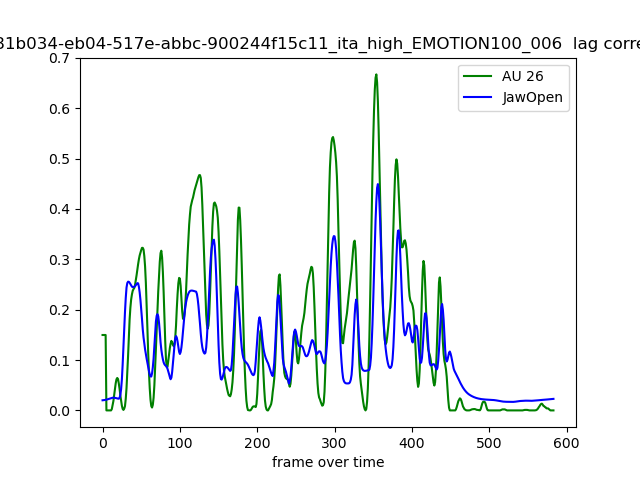 31b034-eb04-517e-abbc-900244f15c11_ita_high_EMOTION100_006 lag corre
AU 26
JawOpen
0.7
0.6
0.5
0.4
0.3
0.2
0.1
0.0
0 100 200 300 400 500 600
frame over time